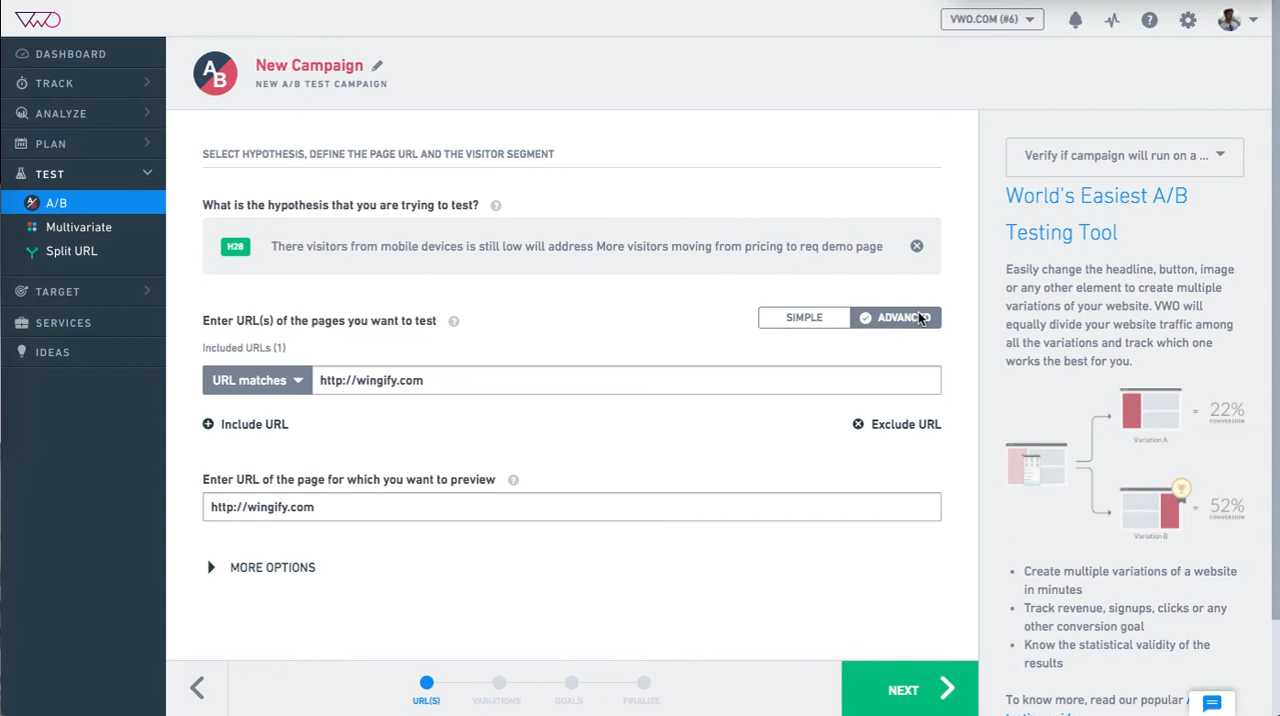 VWO
VWO.COM (#6)
DASHBOARD
TRACK
ANALYZE
PLAN
TEST
A/B
Multivariate
Split URL
TARGET
SERVICES
IDEAS
A
B
New Campaign
NEW A/B TEST CAMPAIGN
SELECT HYPOTHESIS, DEFINE THE PAGE URL AND THE VISITOR SEGMENT
What is the hypothesis that you are trying to test?
H28 There visitors from mobile devices is still low will address More visitors moving from pricing to req demo page
Enter URL(s) of the pages you want to test
SIMPLE ADVANCED
Included URLs (1)
URL matches http://wingify.com
Include URL Exclude URL
Enter URL of the page for which you want to preview
http://wingify.com
MORE OPTIONS
URL(S) VARIATIONS GOALS FINALIZE
NEXT
Verify if campaign will run on a ...
World's Easiest A/B
Testing Tool
Easily change the headline, button, image
or any other element to create multiple
variations of your website. VWO will
equally divide your website traffic among
all the variations and track which one
works the best for you.
= 22%
CONVERSION
Variation A
= 52%
CONVERSION
Variation B
• Create multiple variations of a website
in minutes
• Track revenue, signups, clicks or any
other conversion goal
• Know the statistical validity of the
results
To know more, read our popular